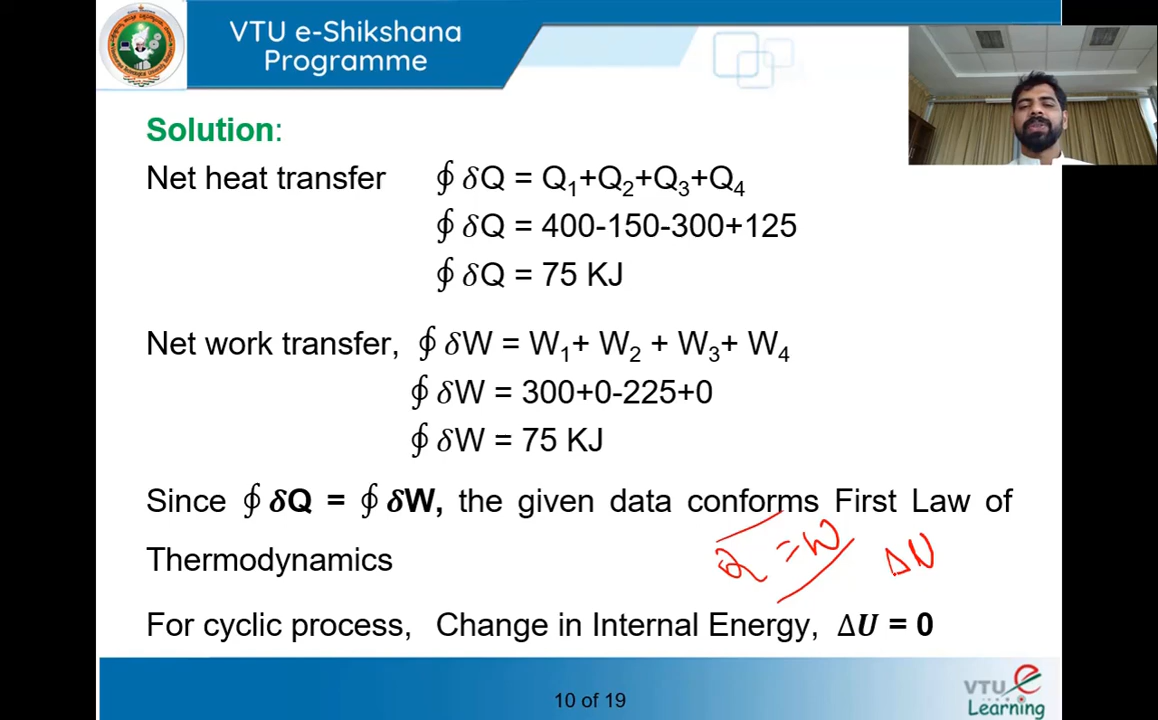 VTU e-Shikshana
Programme
Solution:
Net heat transfer ∮ 𝛿Q = Q₁+Q₂+Q₃+Q₄
∮ 𝛿Q = 400-150-300+125
∮ 𝛿Q = 75 KJ
Net work transfer, ∮ 𝛿W = W₁+ W₂ + W₃+ W₄
∮ 𝛿W = 300+0-225+0
∮ 𝛿W = 75 KJ
Since ∮ 𝜹Q = ∮ 𝜹W, the given data conforms First Law of
Thermodynamics
Q = W ΔU
For cyclic process, Change in Internal Energy, Δ𝑼 = 0
10 of 19
VTU e
Learning